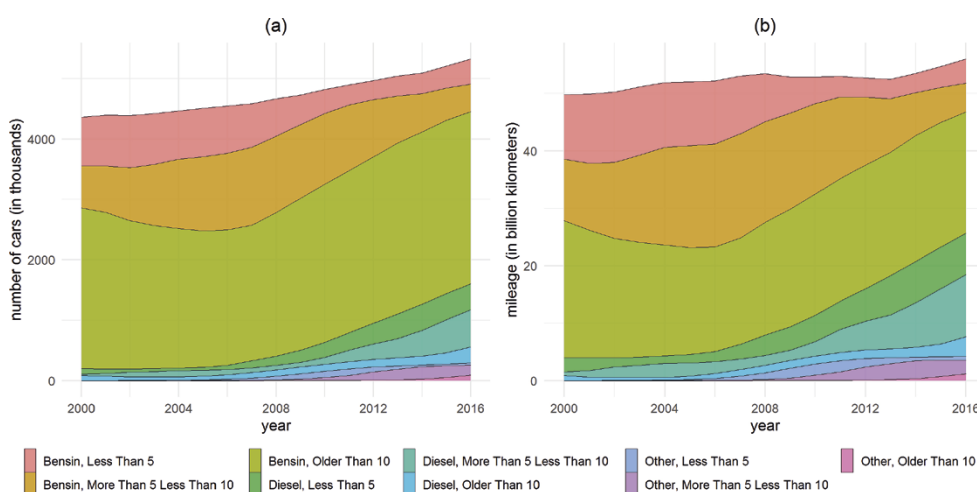 (a)
number of cars (in thousands)
4000
2000
0
2000 2004 2008 2012 2016
year
(b)
mileage (in billion kilometers)
40
20
0
2000 2004 2008 2012 2016
year
Bensin, Less Than 5
Bensin, More Than 5 Less Than 10
Bensin, Older Than 10
Diesel, Less Than 5
Diesel, More Than 5 Less Than 10
Diesel, Older Than 10
Other, Less Than 5
Other, More Than 5 Less Than 10
Other, Older Than 10